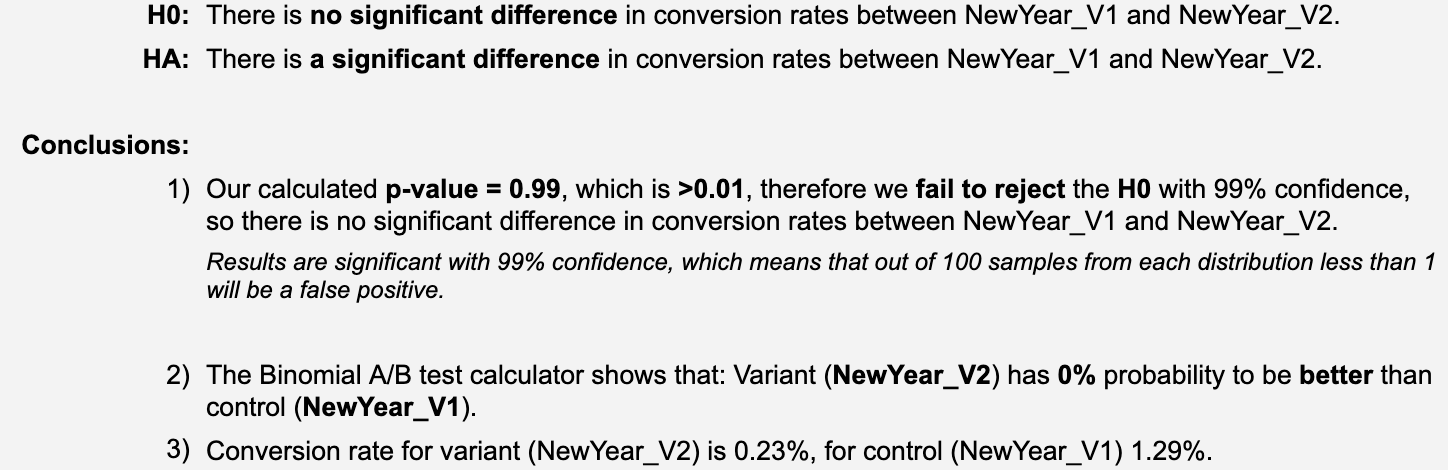 H0: There is no significant difference in conversion rates between NewYear_V1 and NewYear_V2.
HA: There is a significant difference in conversion rates between NewYear_V1 and NewYear_V2.
Conclusions:
1) Our calculated p-value = 0.99, which is >0.01, therefore we fail to reject the H0 with 99% confidence,
so there is no significant difference in conversion rates between NewYear_V1 and NewYear_V2.
Results are significant with 99% confidence, which means that out of 100 samples from each distribution less than 1
will be a false positive.
2) The Binomial A/B test calculator shows that: Variant (NewYear_V2) has 0% probability to be better than
control (NewYear_V1).
3) Conversion rate for variant (NewYear_V2) is 0.23%, for control (NewYear_V1) 1.29%.